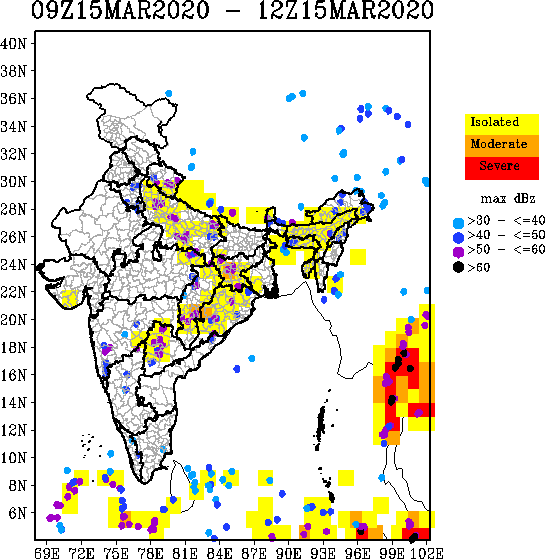 09Z15MAR2020 – 12Z15MAR2020
40N
38N
36N
34N
32N
30N
28N
26N
24N
22N
20N
18N
16N
14N
12N
10N
8N
6N
69E 72E 75E 78E 81E 84E 87E 90E 93E 96E 99E 102E
Isolated
Moderate
Severe
max dBz
>30 - <=40
>40 - <=50
>50 - <=60
>60